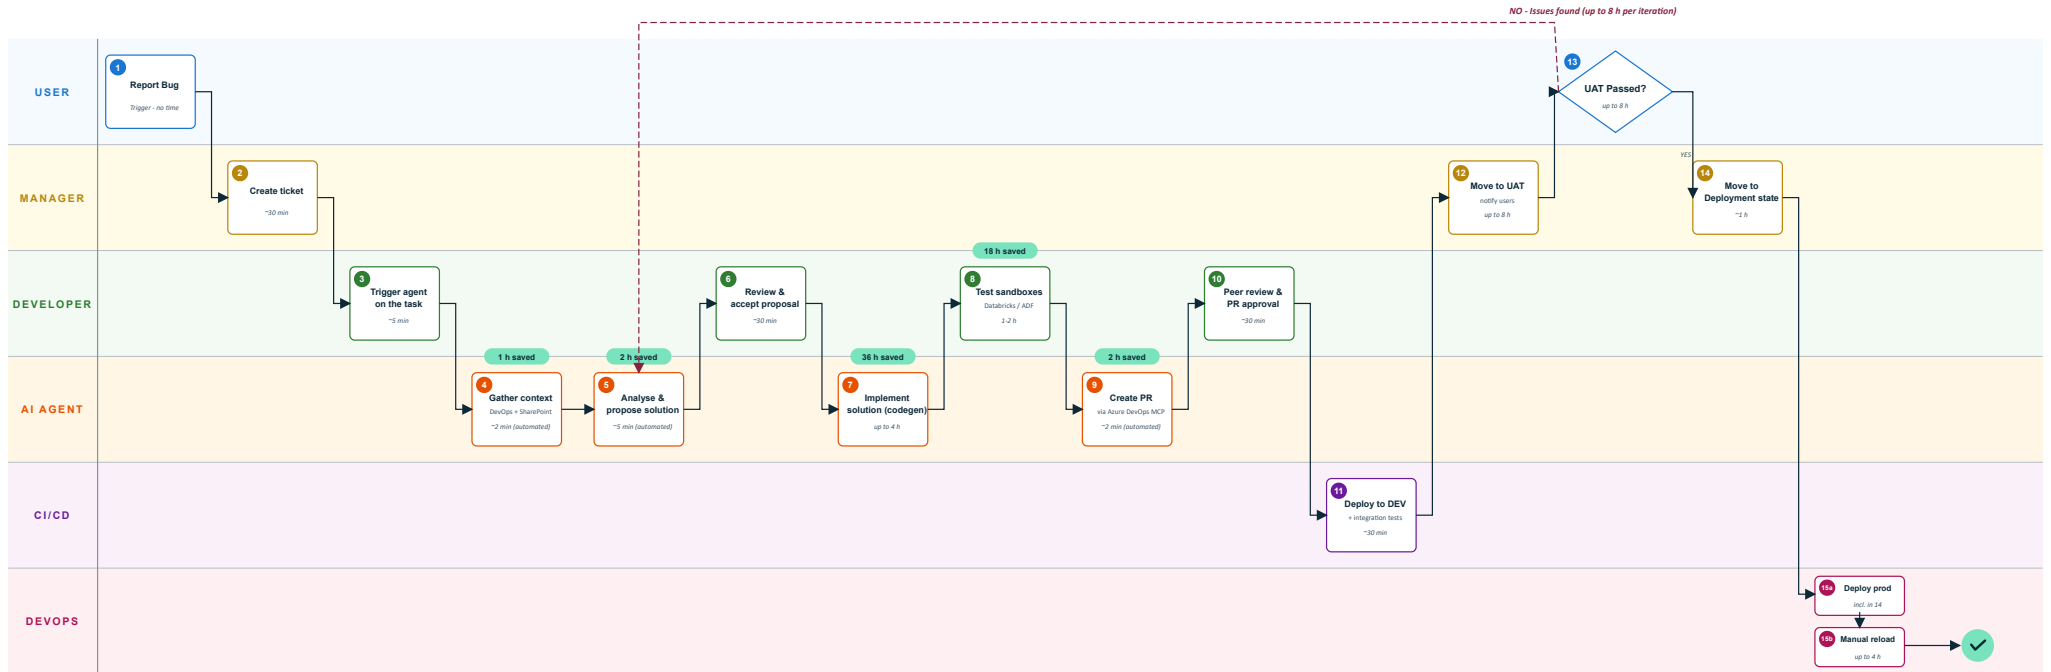 NO - Issues found (up to 8 h per iteration)
USER
1
Report Bug
Trigger - no time
13
UAT Passed?
up to 8 h
YES
MANAGER
2
Create ticket
~30 min
12
Move to UAT
notify users
up to 8 h
14
Move to
Deployment state
~1 h
DEVELOPER
3
Trigger agent
on the task
~5 min
6
Review &
accept proposal
~30 min
18 h saved
8
Test sandboxes
Databricks / ADF
1-2 h
10
Peer review &
PR approval
~30 min
AI AGENT
1 h saved
4
Gather context
DevOps + SharePoint
~2 min (automated)
2 h saved
5
Analyse &
propose solution
~5 min (automated)
36 h saved
7
Implement
solution (codegen)
up to 4 h
2 h saved
9
Create PR
via Azure DevOps MCP
~2 min (automated)
CI/CD
11
Deploy to DEV
+ integration tests
~30 min
DEVOPS
15a
Deploy prod
incl. in 14
15b
Manual reload
up to 4 h